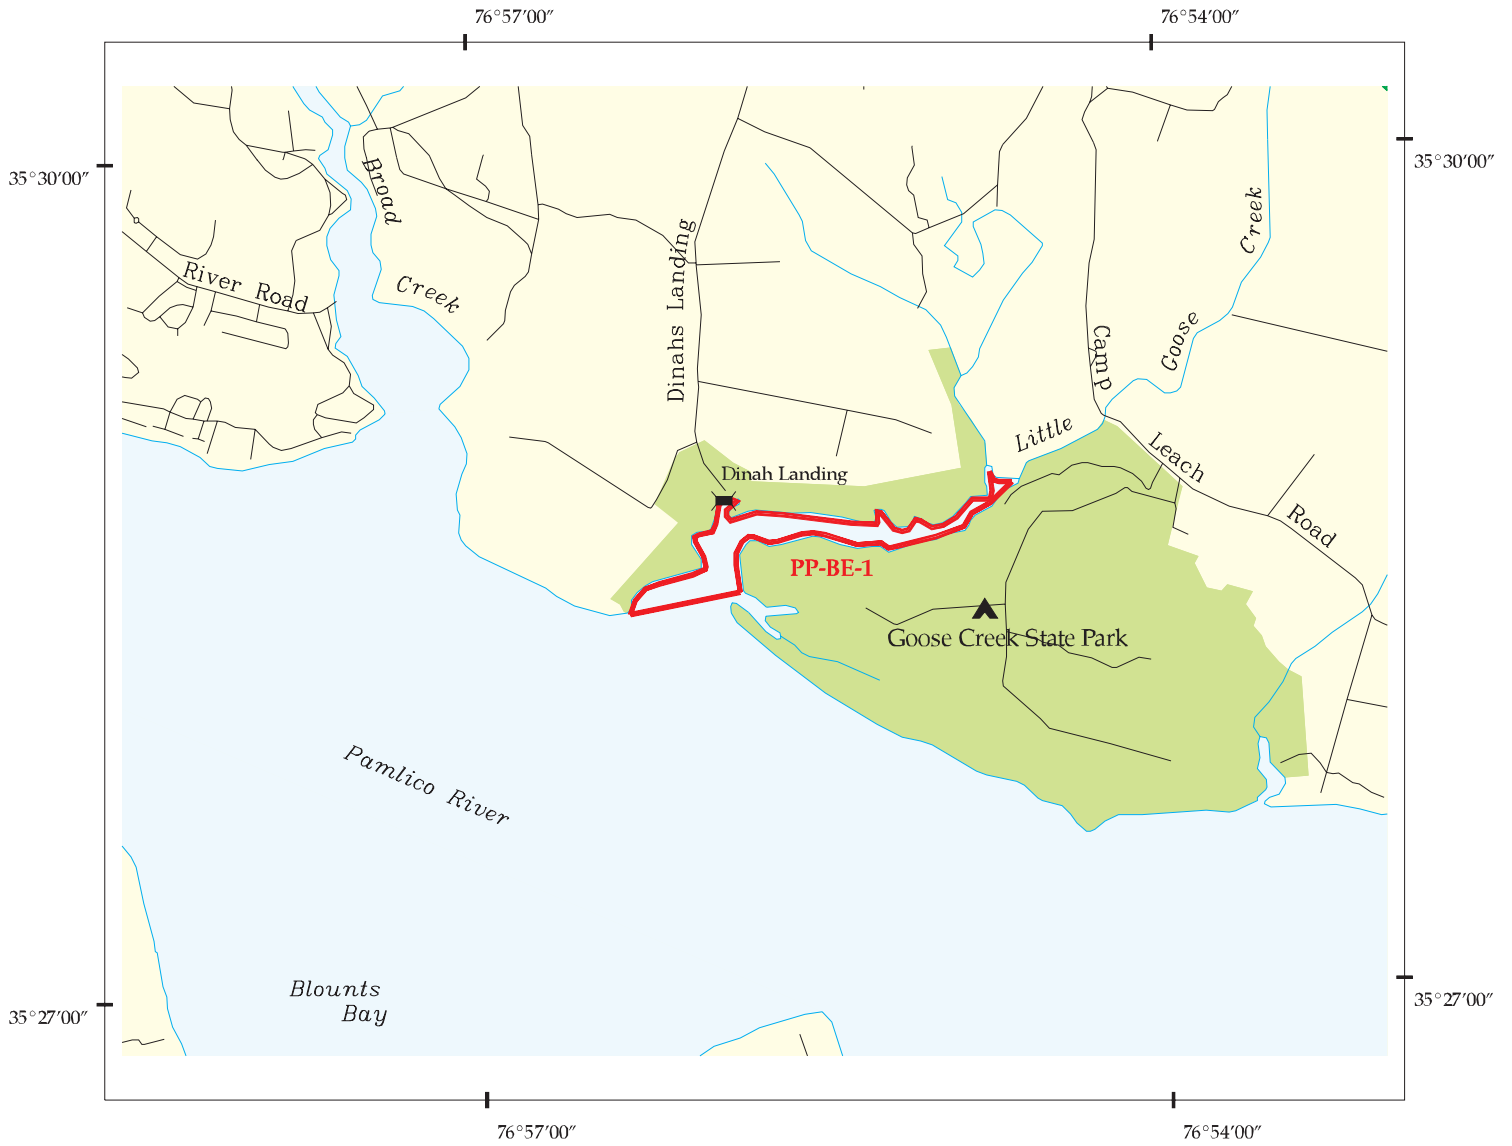 76°57′00″
76°54′00″
35°30′00″
35°30′00″
Broad
Creek
River Road
Dinahs Landing
Creek
Goose
Camp
Little
Leach
Road
Dinah Landing
PP-BE-1
Goose Creek State Park
Pamlico River
Blounts
Bay
35°27′00″
35°27′00″
76°57′00″
76°54′00″